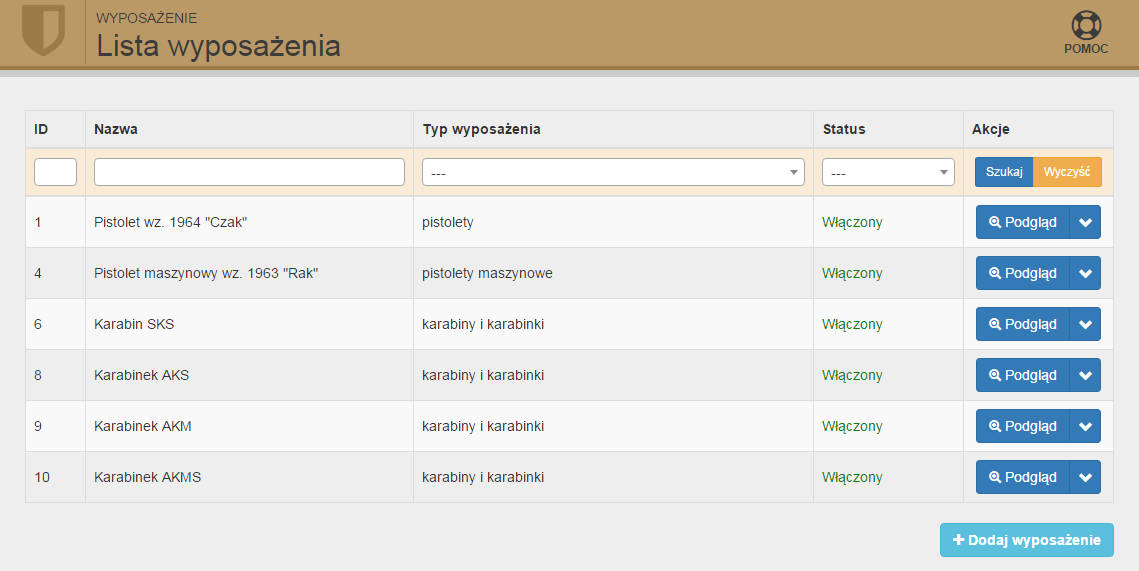 WYPOSAŻENIE
Lista wyposażenia
POMOC
ID Nazwa Typ wyposażenia Status Akcje
--- --- Szukaj Wyczyść
1 Pistolet wz. 1964 "Czak" pistolety Włączony Podgląd
4 Pistolet maszynowy wz. 1963 "Rak" pistolety maszynowe Włączony Podgląd
6 Karabin SKS karabiny i karabinki Włączony Podgląd
8 Karabinek AKS karabiny i karabinki Włączony Podgląd
9 Karabinek AKM karabiny i karabinki Włączony Podgląd
10 Karabinek AKMS karabiny i karabinki Włączony Podgląd
+ Dodaj wyposażenie